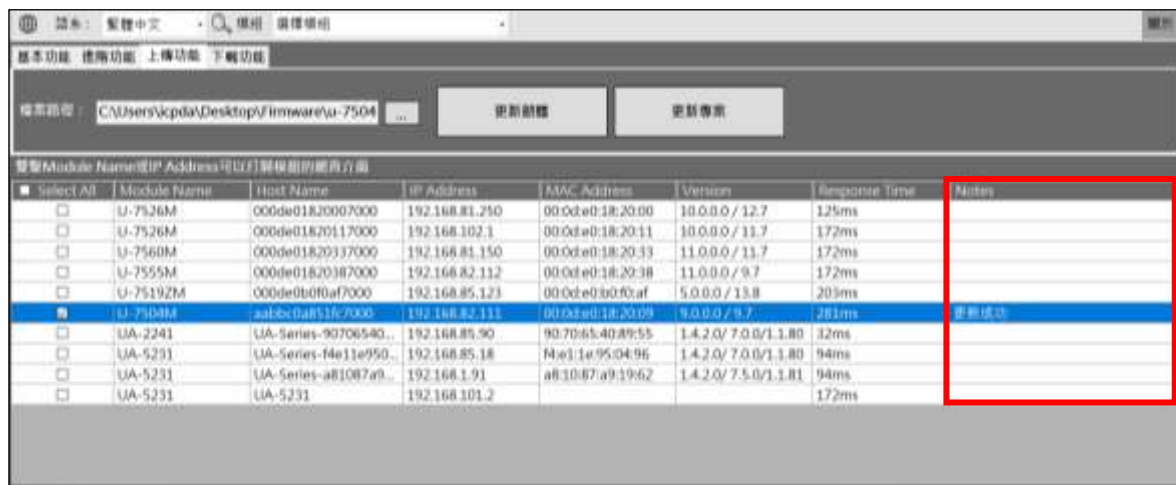 語系： 繁體中文 模組 選擇模組
基本功能 進階功能 上傳功能 下載功能
檔案路徑： C:\Users\icpda\Desktop\Firmware\u-7504 ... 更新韌體 更新專案
雙擊Module Name或IP Address可以打開模組的網頁介面
Select All Module Name Host Name IP Address MAC Address Version Response Time Notes
U-7526M 000de01820007000 192.168.81.250 00:0d:e0:18:20:00 10.0.0.0 / 12.7 125ms
U-7526M 000de01820117000 192.168.102.1 00:0d:e0:18:20:11 10.0.0.0 / 11.7 172ms
U-7560M 000de01820337000 192.168.81.150 00:0d:e0:18:20:33 11.0.0.0 / 11.7 172ms
U-7555M 000de01820387000 192.168.82.112 00:0d:e0:18:20:38 11.0.0.0 / 9.7 172ms
U-7519ZM 000de0b0f0af7000 192.168.85.123 00:0d:e0:b0:f0:af 5.0.0.0 / 13.8 203ms
U-7504M aabbc0a851fc7000 192.168.82.111 00:0d:e0:18:20:09 9.0.0.0 / 9.7 281ms 更新成功
UA-2241 UA-Series-90706540... 192.168.85.90 90:70:65:40:89:55 1.4.2.0/ 7.0.0/1.1.80 32ms
UA-5231 UA-Series-f4e11e950... 192.168.85.18 f4:e1:1e:95:04:96 1.4.2.0/ 7.0.0/1.1.80 94ms
UA-5231 UA-Series-a81087a9... 192.168.1.91 a8:10:87:a9:19:62 1.4.2.0/ 7.5.0/1.1.81 94ms
UA-5231 UA-5231 192.168.101.2 172ms